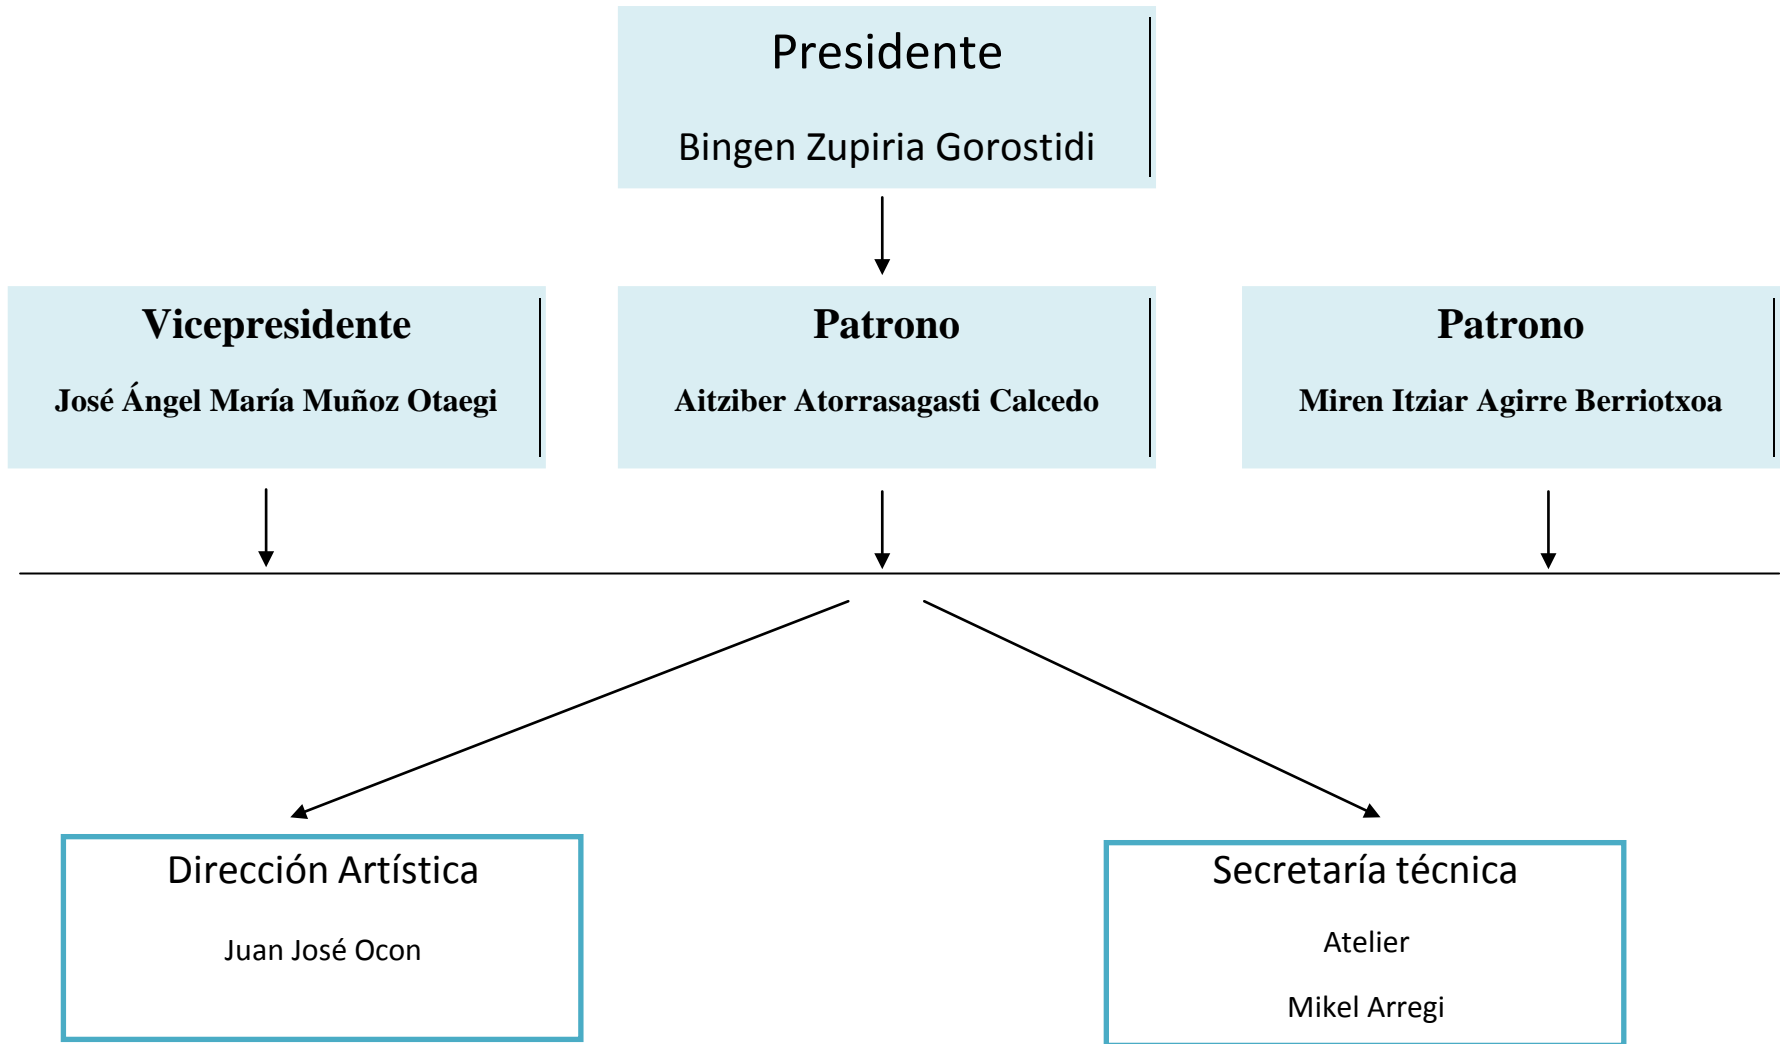 Presidente
Bingen Zupiria Gorostidi
Vicepresidente
José Ángel María Muñoz Otaegi
Patrono
Aitziber Atorrasagasti Calcedo
Patrono
Miren Itziar Agirre Berriotxoa
Dirección Artística
Juan José Ocon
Secretaría técnica
Atelier
Mikel Arregi